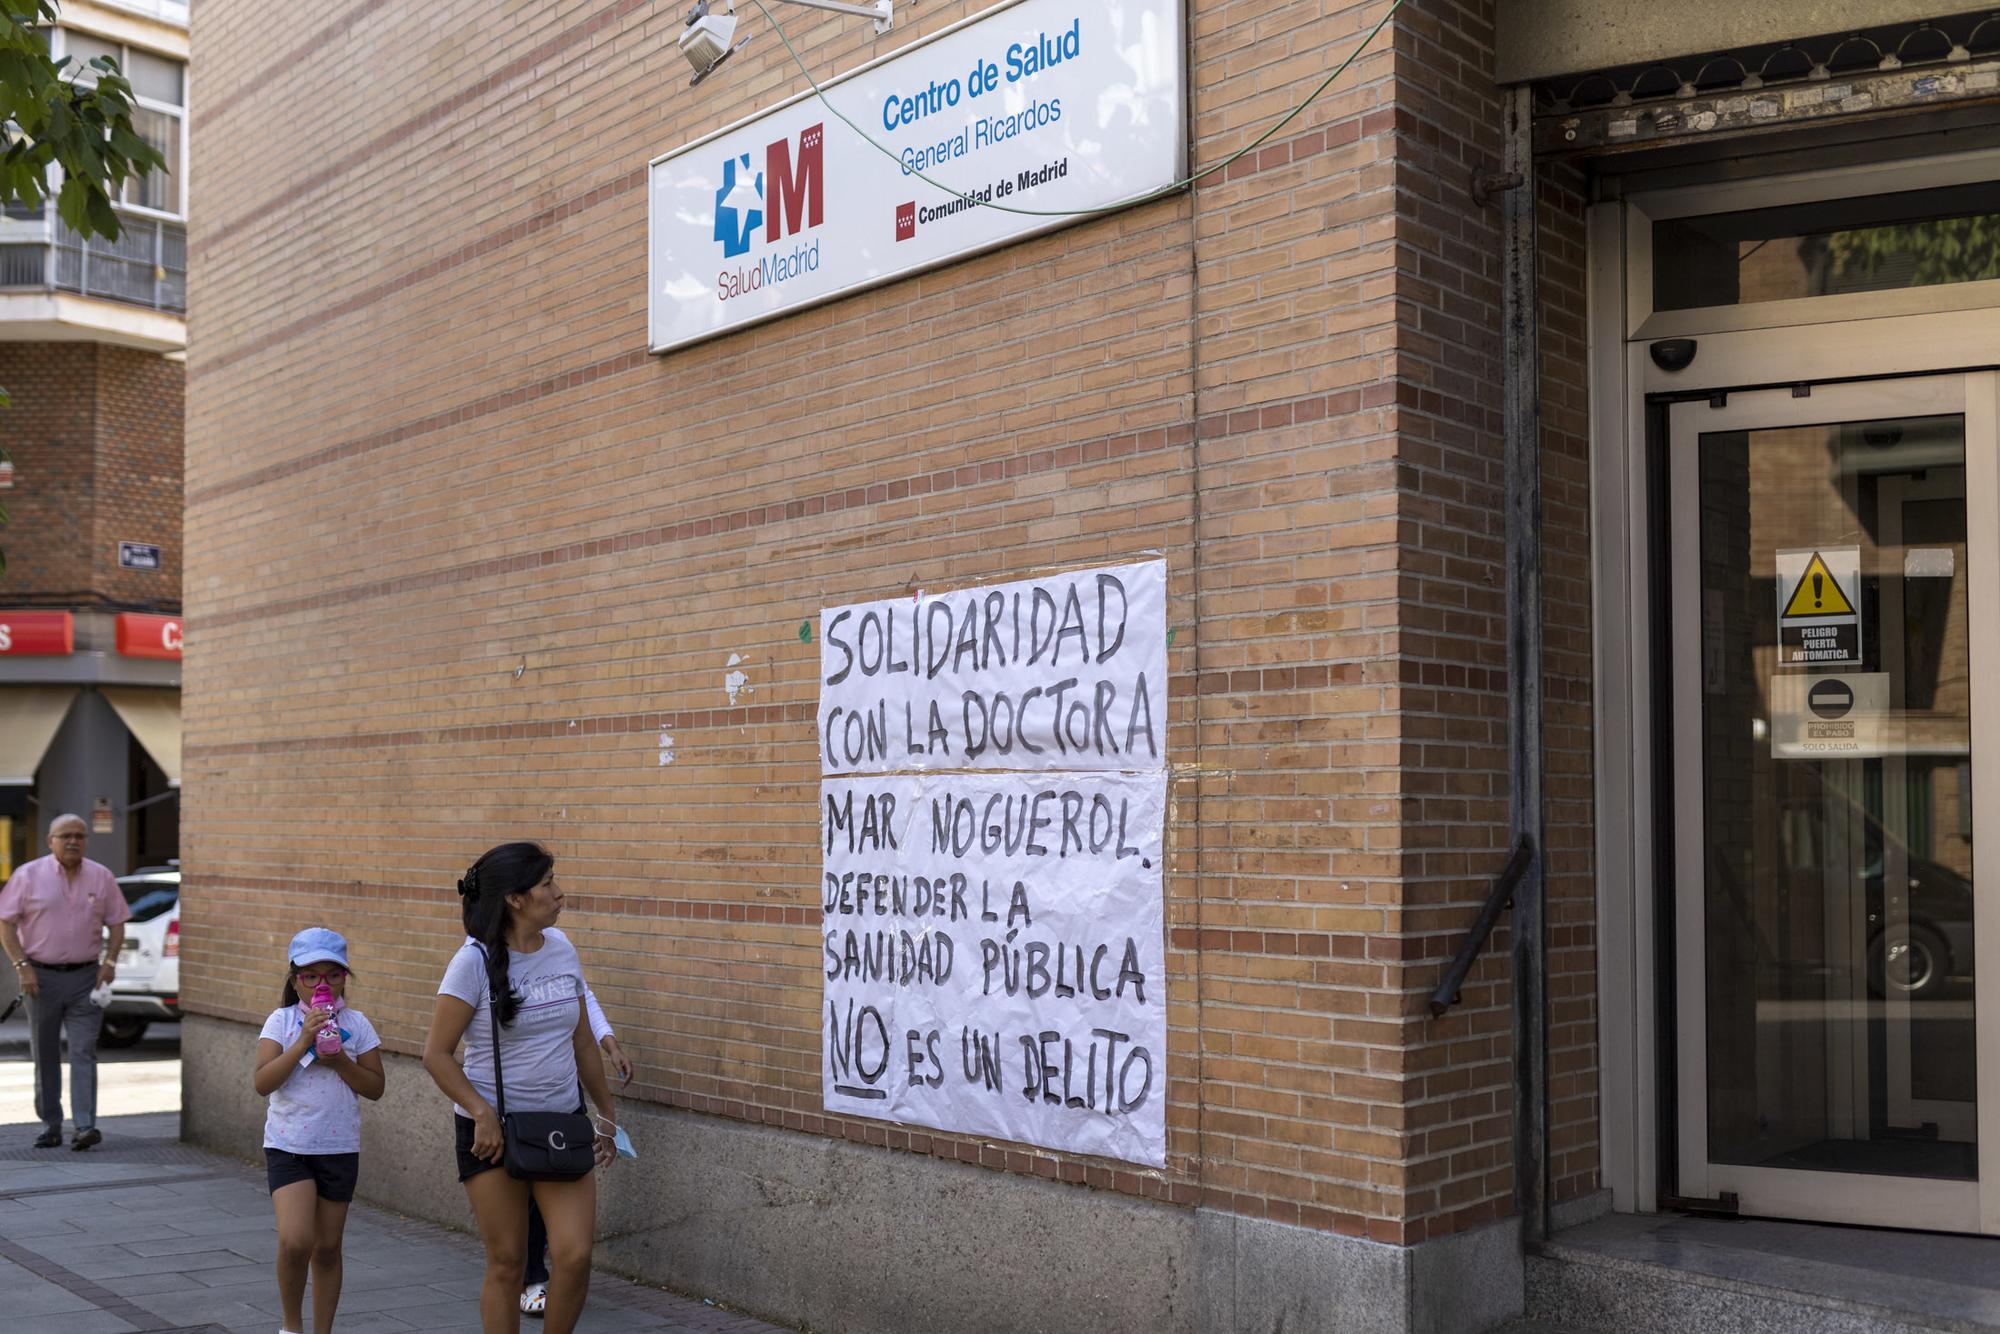 Centro de Salud
General Ricardos
Comunidad de Madrid
M
SaludMadrid
SOLIDARIDAD
CON LA DOCTORA
MAR NOGUEROL.
DEFENDER LA
SANIDAD PÚBLICA
NO ES UN DELITO
PELIGRO
PUERTA
AUTOMATICA
PROHIBIDO
EL PASO
SOLO SALIDA
C